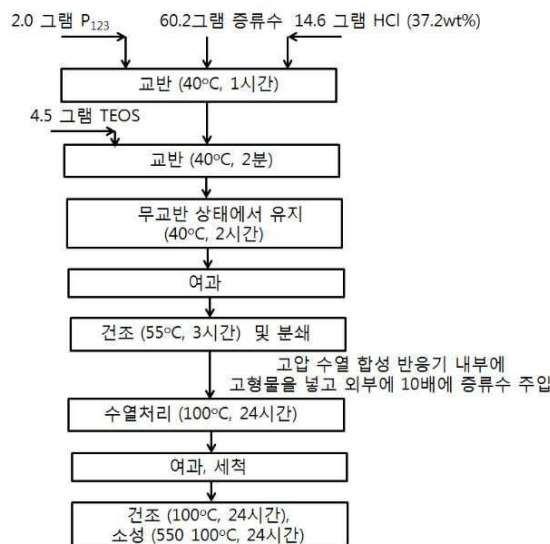 2.0 그램 P₁₂₃ 60.2그램 증류수 14.6 그램 HCl (37.2wt%)
교반 (40°C, 1시간)
4.5 그램 TEOS
교반 (40°C, 2분)
무교반 상태에서 유지
(40°C, 2시간)
여과
건조 (55°C, 3시간) 및 분쇄
고압 수열 합성 반응기 내부에
고형물을 넣고 외부에 10배에 증류수 주입
수열처리 (100°C, 24시간)
여과, 세척
건조 (100°C, 24시간),
소성 (550 100°C, 24시간)